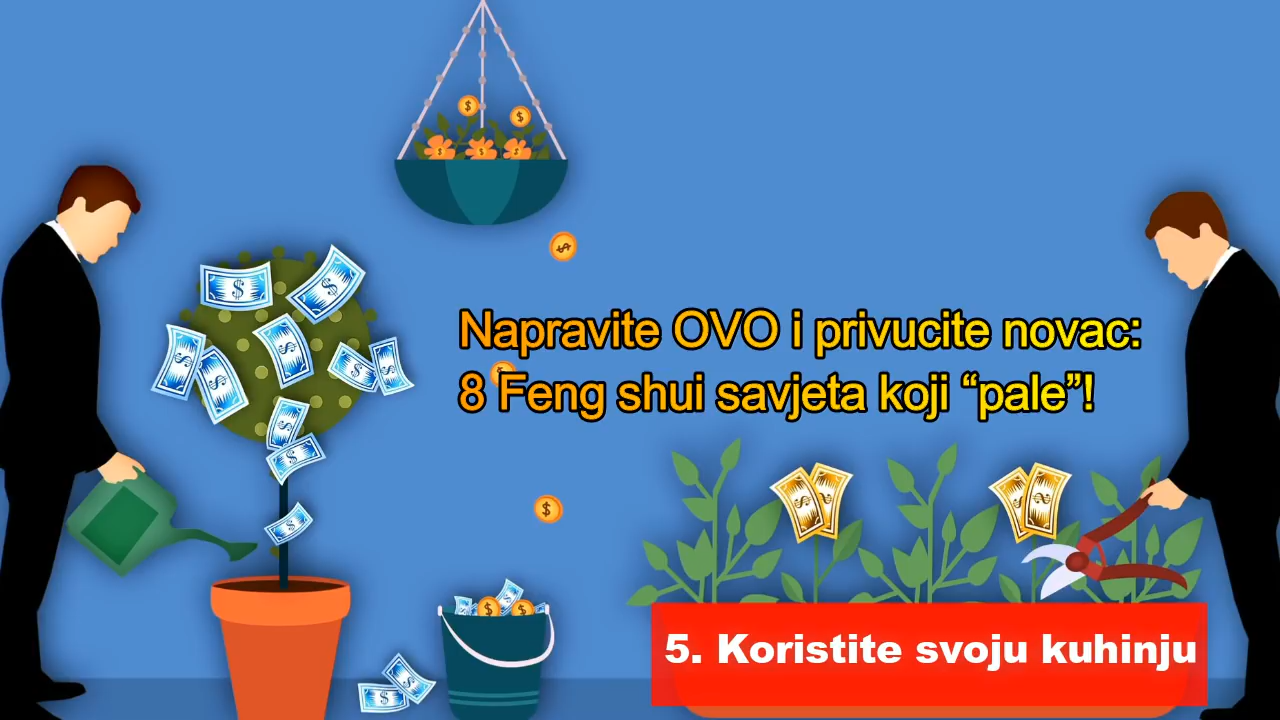 Napravite OVO i privucite novac:
8 Feng shui savjeta koji “pale”!
5. Koristite svoju kuhinju